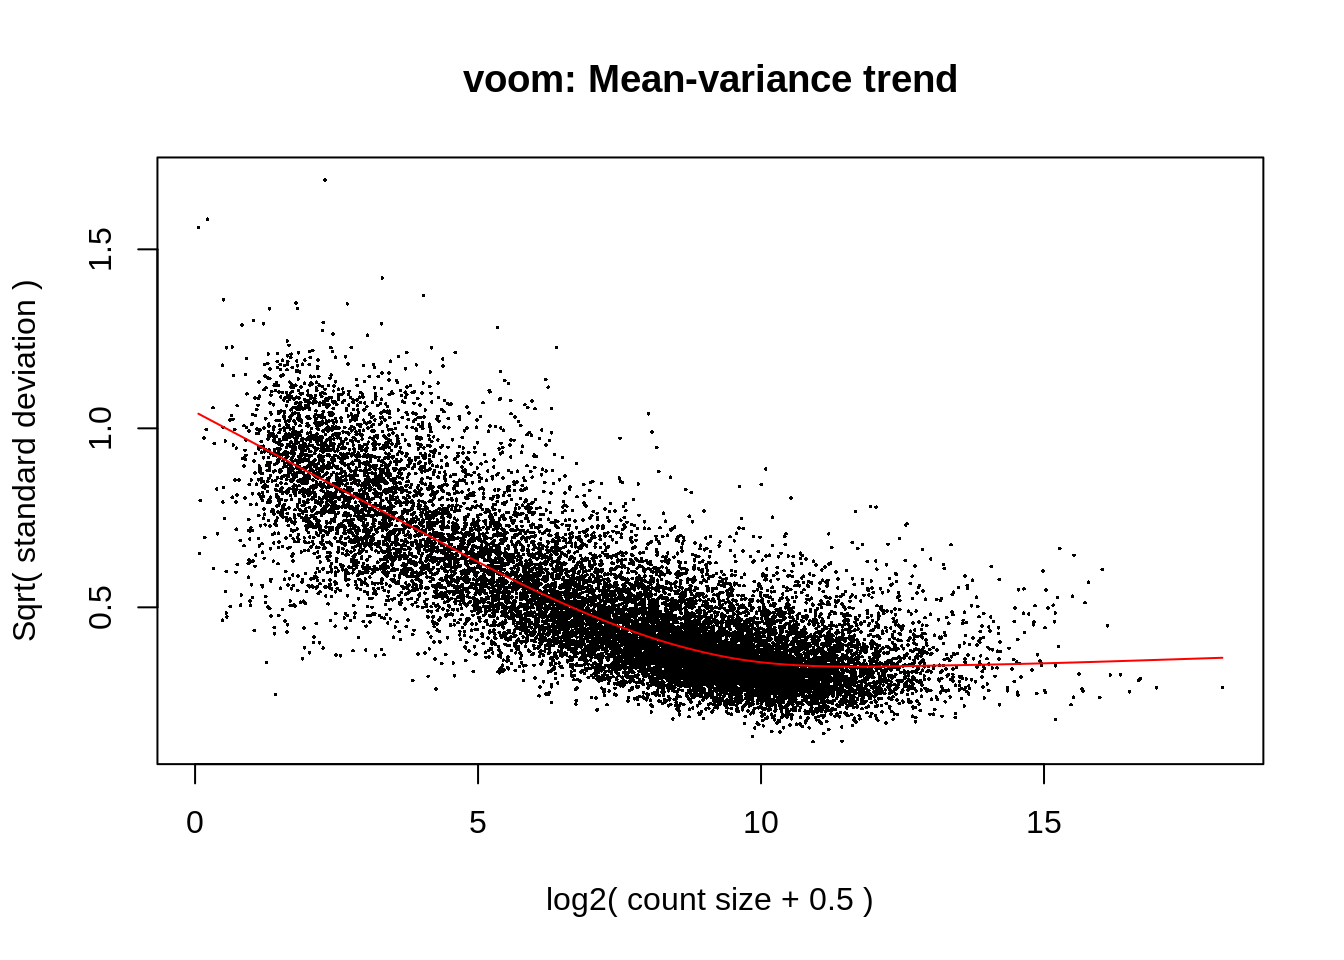 voom: Mean-variance trend
Sqrt( standard deviation )
1.5
1.0
0.5
0 5 10 15
log2( count size + 0.5 )